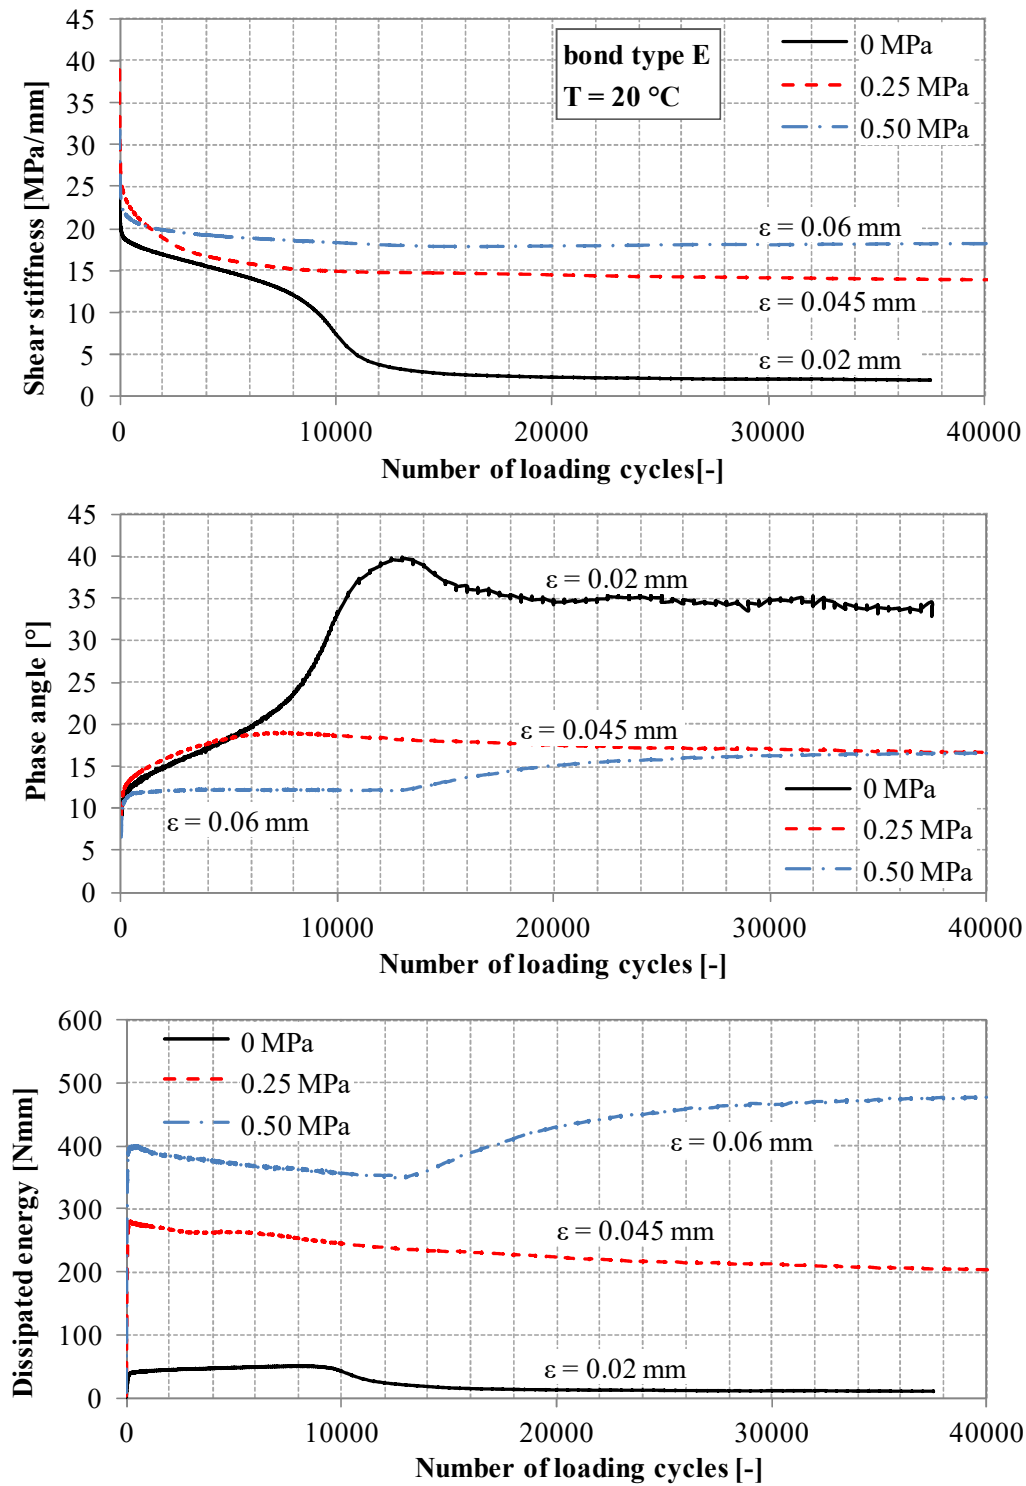 45
40
35
30
25
20
15
10
5
0
Shear stiffness [MPa/mm]
bond type E
T = 20 °C
0 MPa
0.25 MPa
0.50 MPa
ε = 0.06 mm
ε = 0.045 mm
ε = 0.02 mm
0 10000 20000 30000 40000
Number of loading cycles[-]
45
40
35
30
25
20
15
10
5
0
Phase angle [°]
ε = 0.02 mm
ε = 0.045 mm
ε = 0.06 mm
0 MPa
0.25 MPa
0.50 MPa
0 10000 20000 30000 40000
Number of loading cycles [-]
600
500
400
300
200
100
0
Dissipated energy [Nmm]
0 MPa
0.25 MPa
0.50 MPa
ε = 0.06 mm
ε = 0.045 mm
ε = 0.02 mm
0 10000 20000 30000 40000
Number of loading cycles [-]